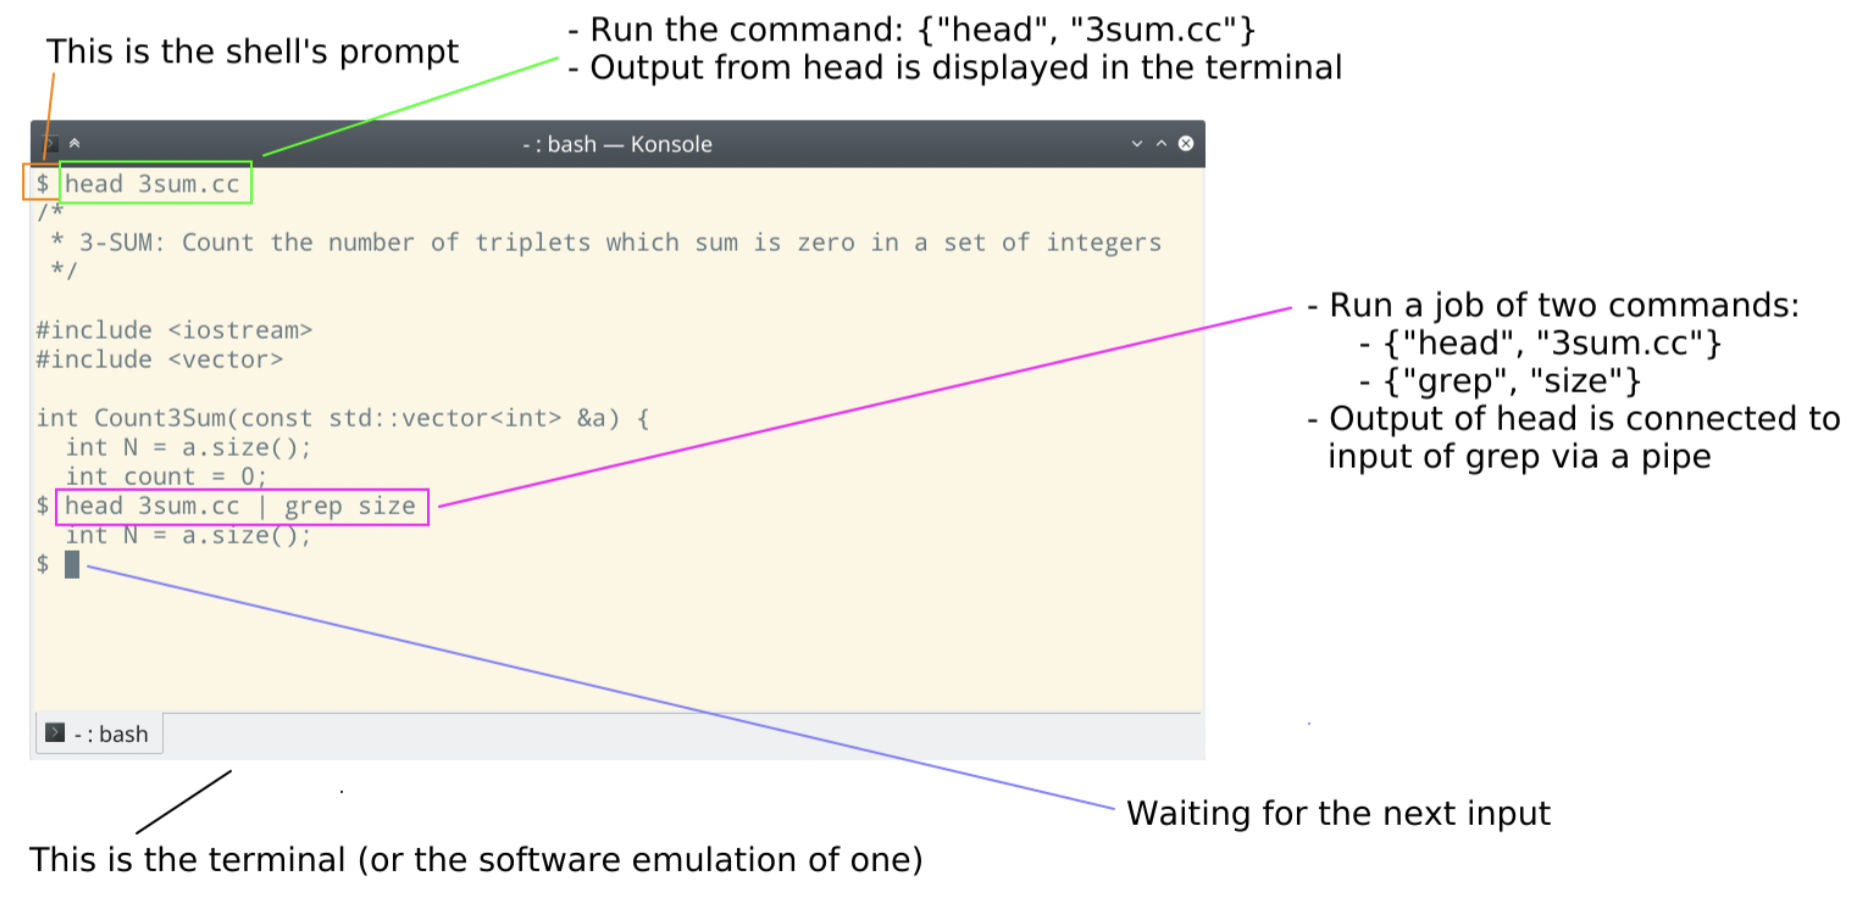 This is the shell's prompt
- Run the command: {"head", "3sum.cc"}
- Output from head is displayed in the terminal
- : bash — Konsole
$ head 3sum.cc
/*
 * 3-SUM: Count the number of triplets which sum is zero in a set of integers
 */
#include <iostream>
#include <vector>
int Count3Sum(const std::vector<int> &a) {
  int N = a.size();
  int count = 0;
$ head 3sum.cc | grep size
  int N = a.size();
$
- Run a job of two commands:
- {"head", "3sum.cc"}
- {"grep", "size"}
- Output of head is connected to
input of grep via a pipe
- : bash
Waiting for the next input
This is the terminal (or the software emulation of one)